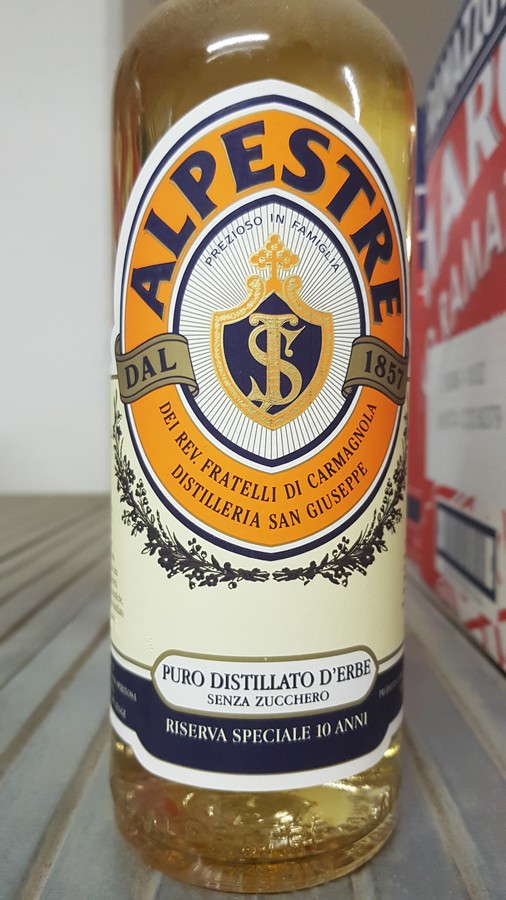 ALPESTRE
PREZIOSO IN FAMIGLIA
DAL 1857
DEI REV. FRATELLI DI CARMAGNOLA
DISTILLERIA SAN GIUSEPPE
PURO DISTILLATO D'ERBE
SENZA ZUCCHERO
RISERVA SPECIALE 10 ANNI